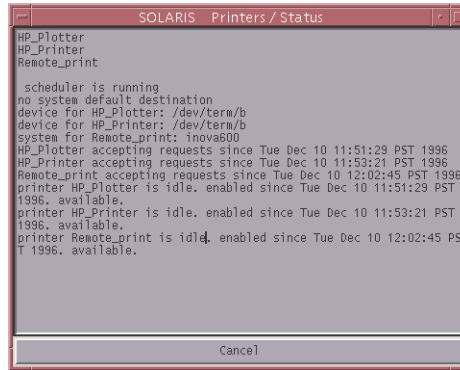 SOLARIS Printers / Status
HP_Plotter
HP_Printer
Remote_print
scheduler is running
no system default destination
device for HP_Plotter: /dev/term/b
device for HP_Printer: /dev/term/b
system for Remote_print: inova600
HP_Plotter accepting requests since Tue Dec 10 11:51:29 PST 1996
HP_Printer accepting requests since Tue Dec 10 11:53:21 PST 1996
Remote_print accepting requests since Tue Dec 10 12:02:45 PST 1996
printer HP_Plotter is idle. enabled since Tue Dec 10 11:51:29 PST
1996. available.
printer HP_Printer is idle. enabled since Tue Dec 10 11:53:21 PST
1996. available.
printer Remote_print is idle. enabled since Tue Dec 10 12:02:45 PS
T 1996. available.
Cancel